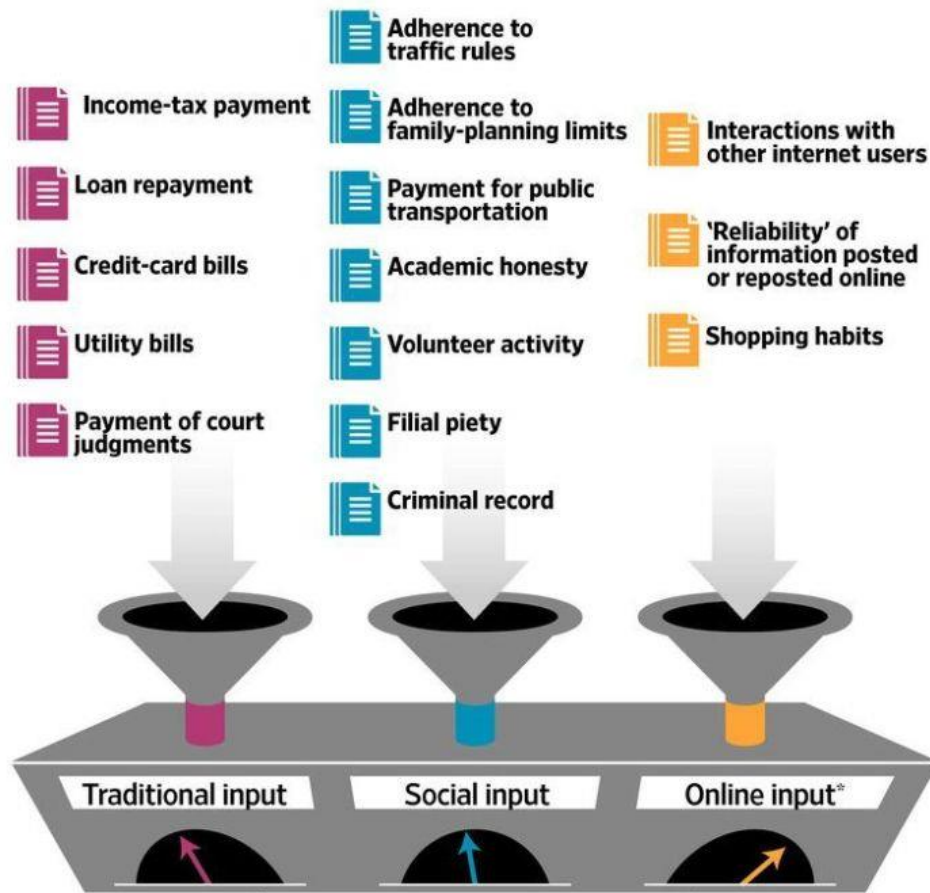 Income-tax payment
Loan repayment
Credit-card bills
Utility bills
Payment of court
judgments
Adherence to
traffic rules
Adherence to
family-planning limits
Payment for public
transportation
Academic honesty
Volunteer activity
Filial piety
Criminal record
Interactions with
other internet users
‘Reliability’ of
information posted
or reposted online
Shopping habits
Traditional input
Social input
Online input*